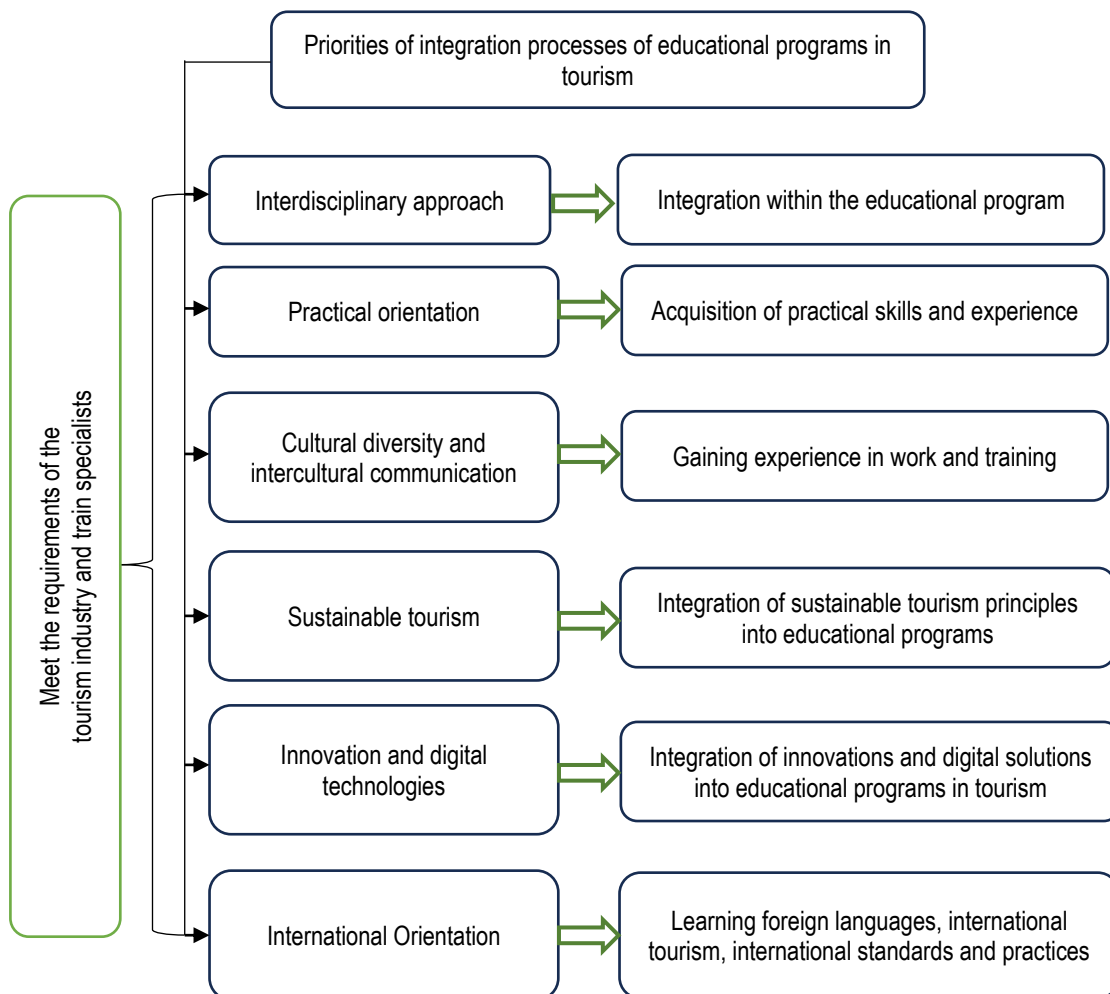 Priorities of integration processes of educational programs in
tourism
Meet the requirements of the
tourism industry and train specialists
Interdisciplinary approach
Integration within the educational program
Practical orientation
Acquisition of practical skills and experience
Cultural diversity and
intercultural communication
Gaining experience in work and training
Sustainable tourism
Integration of sustainable tourism principles
into educational programs
Innovation and digital
technologies
Integration of innovations and digital solutions
into educational programs in tourism
International Orientation
Learning foreign languages, international
tourism, international standards and practices